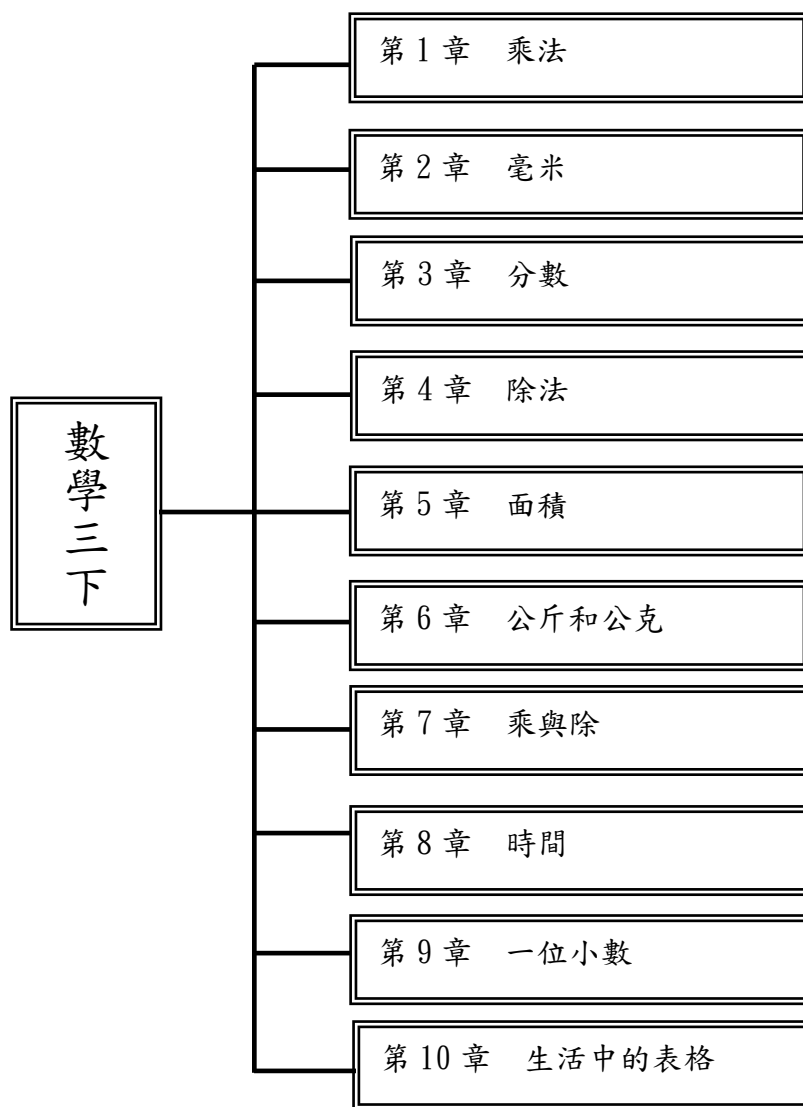 數學三下
第1章 乘法
第2章 毫米
第3章 分數
第4章 除法
第5章 面積
第6章 公斤和公克
第7章 乘與除
第8章 時間
第9章 一位小數
第10章 生活中的表格